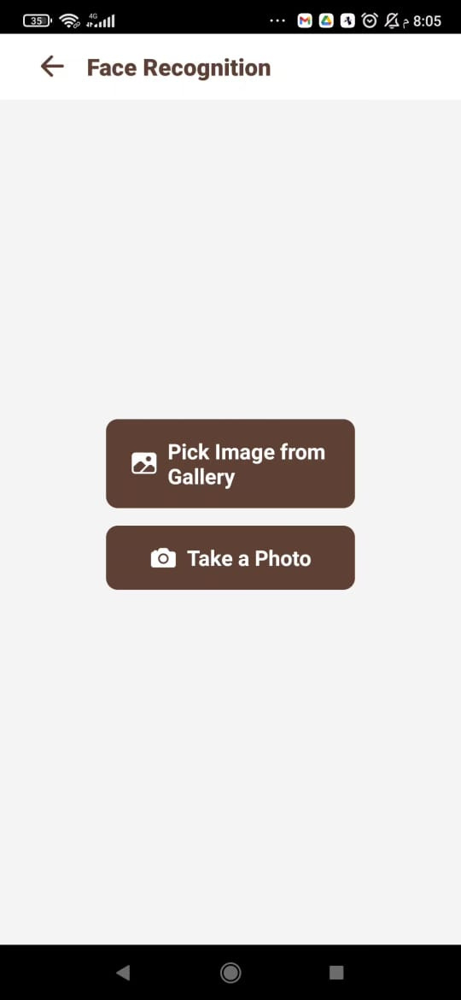 35 4G م 8:05
Face Recognition
Pick Image from
Gallery
Take a Photo